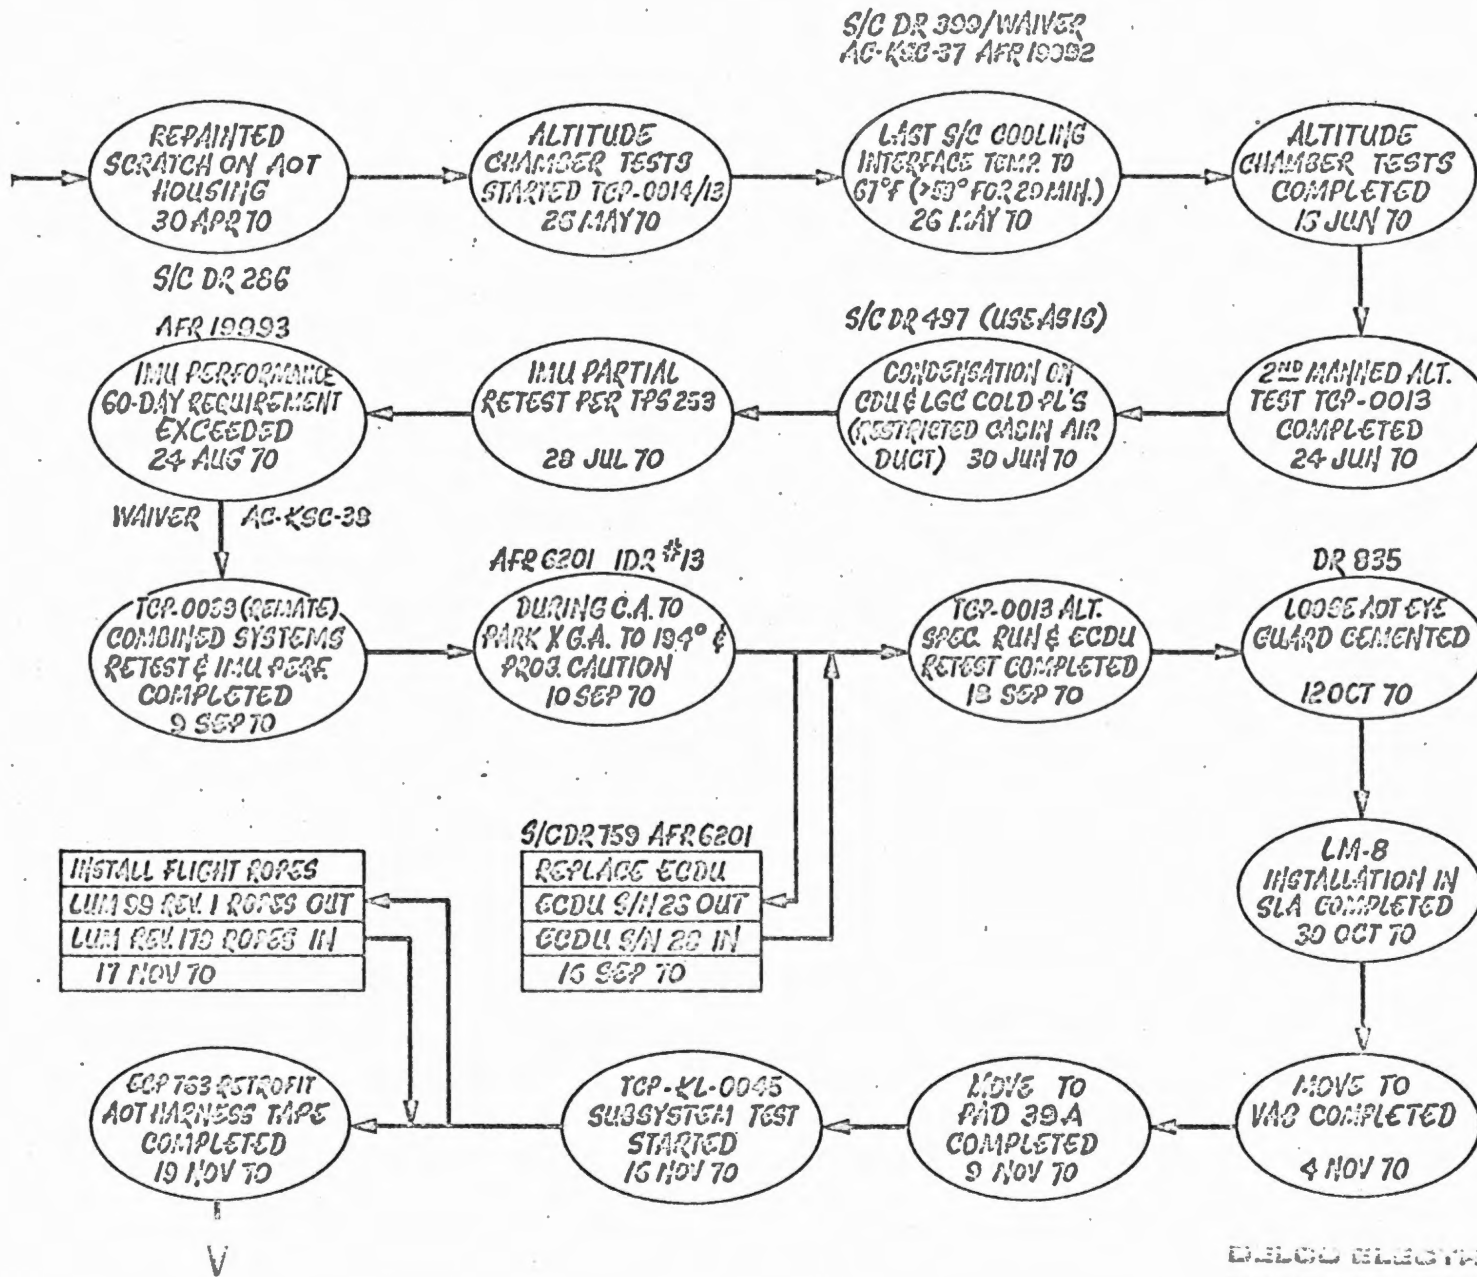 S/C DR 399/WAIVER
AC-KSC-37 AFR 19992
REPAINTED
SCRATCH ON AOT
HOUSING
30 APR 70
S/C DR 286
ALTITUDE
CHAMBER TESTS
STARTED TCP-0014/13
25 MAY 70
LAST S/C COOLING
INTERFACE TEMP. TO
67°F (>59° FOR 20 MIN.)
26 MAY 70
ALTITUDE
CHAMBER TESTS
COMPLETED
15 JUN 70
2ND MANNED ALT.
TEST TCP-0013
COMPLETED
24 JUN 70
S/C DR 497 (USE AS IS)
CONDENSATION ON
CDU & LGC COLD PL'S
(RESTRICTED CABIN AIR
DUCT) 30 JUN 70
IMU PARTIAL
RETEST PER TPS 253
28 JUL 70
AFR 19993
IMU PERFORMANCE
60-DAY REQUIREMENT
EXCEEDED
24 AUG 70
WAIVER AC-KSC-38
TCP-0039 (REMATE)
COMBINED SYSTEMS
RETEST & IMU PERF.
COMPLETED
9 SEP 70
AFR 6201 IDR #13
DURING C.A. TO
PARK X G.A. TO 194° &
PROG. CAUTION
10 SEP 70
TCP-0013 ALT.
SPEC. RUN & ECDU
RETEST COMPLETED
18 SEP 70
DR 835
LOOSE AOT EYE
GUARD CEMENTED
12 OCT 70
S/C DR 759 AFR 6201
REPLACE ECDU
ECDU S/N 26 OUT
ECDU S/N 28 IN
16 SEP 70
LM-8
INSTALLATION IN
SLA COMPLETED
30 OCT 70
MOVE TO
VAB COMPLETED
4 NOV 70
MOVE TO
PAD 39A
COMPLETED
9 NOV 70
TCP-KL-0045
SUBSYSTEM TEST
STARTED
16 NOV 70
INSTALL FLIGHT ROPES
LUM 99 REV. 1 ROPES OUT
LUM REV. 178 ROPES IN
17 NOV 70
ECP 763 RETROFIT
AOT HARNESS TAPE
COMPLETED
19 NOV 70
DELCO